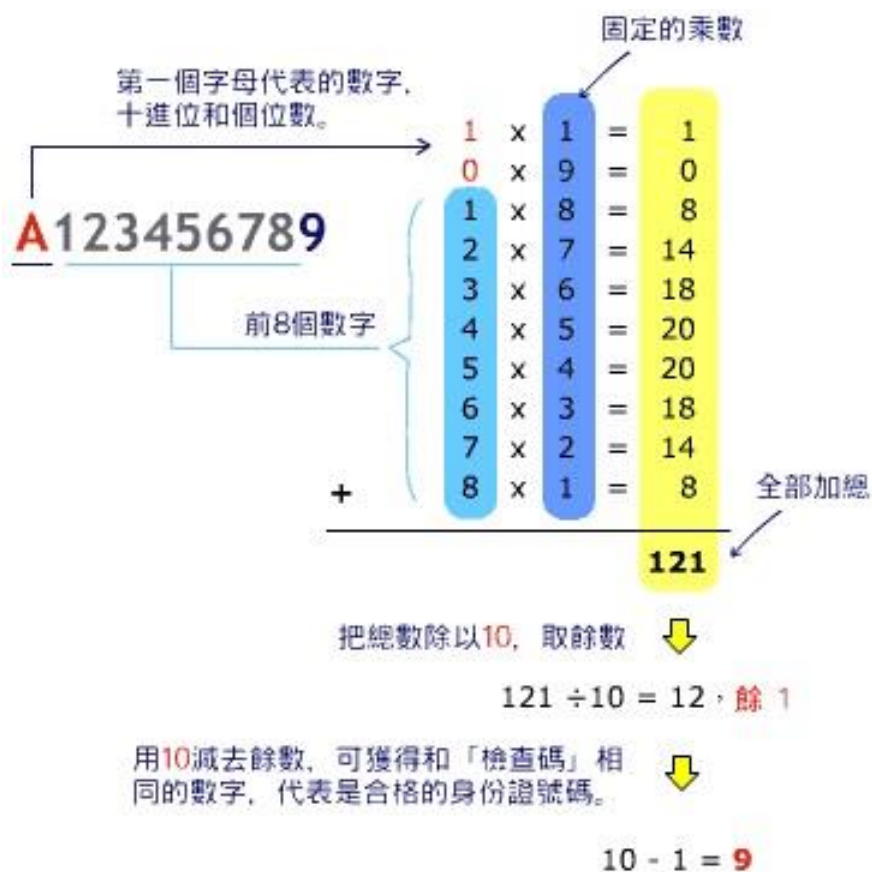 固定的乘數
第一個字母代表的數字，
十進位和個位數。
1 x 1 = 1
0 x 9 = 0
A123456789
1 x 8 = 8
2 x 7 = 14
3 x 6 = 18
前8個數字
4 x 5 = 20
5 x 4 = 20
6 x 3 = 18
7 x 2 = 14
+ 8 x 1 = 8
全部加總
121
把總數除以10，取餘數
121 ÷10 = 12，餘 1
用10減去餘數，可獲得和「檢查碼」相
同的數字，代表是合格的身份證號碼。
10 - 1 = 9